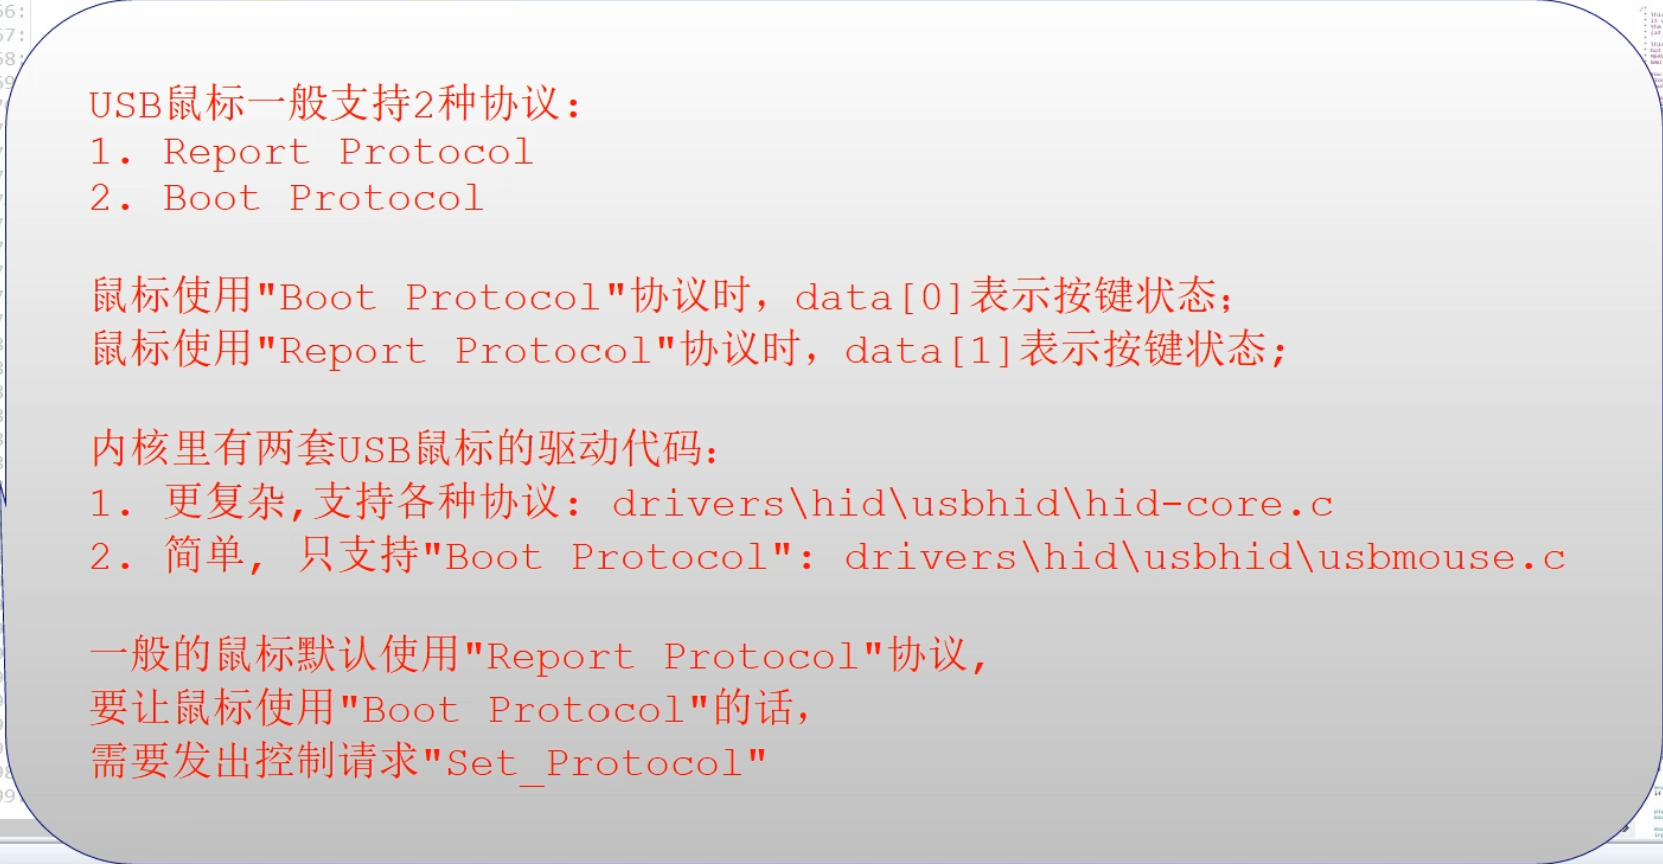 USB鼠标一般支持2种协议:
1. Report Protocol
2. Boot Protocol
鼠标使用"Boot Protocol"协议时，data[0]表示按键状态;
鼠标使用"Report Protocol"协议时，data[1]表示按键状态;
内核里有两套USB鼠标的驱动代码:
1. 更复杂,支持各种协议: drivers\hid\usbhid\hid-core.c
2. 简单, 只支持"Boot Protocol": drivers\hid\usbhid\usbmouse.c
一般的鼠标默认使用"Report Protocol"协议,
要让鼠标使用"Boot Protocol"的话，
需要发出控制请求"Set_Protocol"